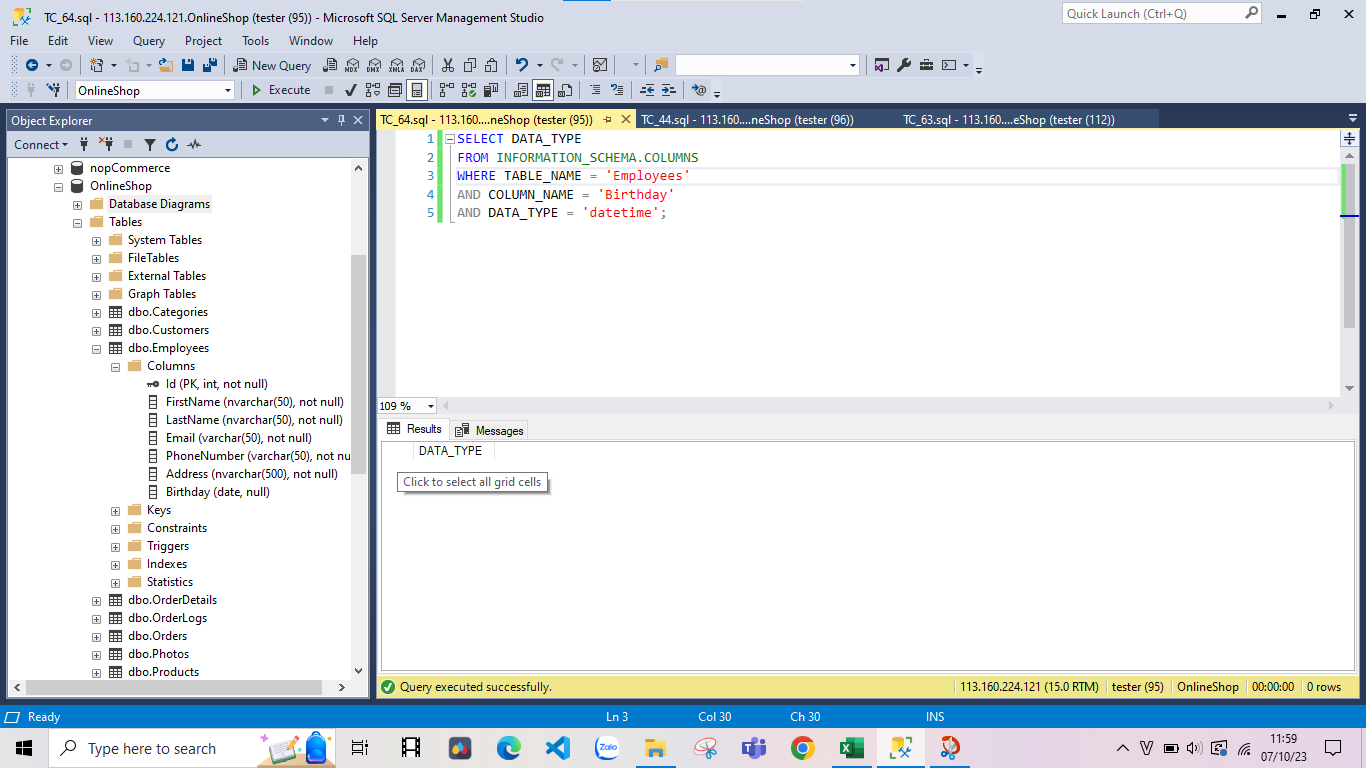 TC_64.sql - 113.160.224.121.OnlineShop (tester (95)) - Microsoft SQL Server Management Studio
Quick Launch (Ctrl+Q)
File Edit View Query Project Tools Window Help
New Query MDX DMX XMLA DAX
OnlineShop Execute
Object Explorer
Connect
nopCommerce
OnlineShop
Database Diagrams
Tables
System Tables
FileTables
External Tables
Graph Tables
dbo.Categories
dbo.Customers
dbo.Employees
Columns
Id (PK, int, not null)
FirstName (nvarchar(50), not null)
LastName (nvarchar(50), not null)
Email (varchar(50), not null)
PhoneNumber (varchar(50), not nu
Address (nvarchar(500), not null)
Birthday (date, null)
Keys
Constraints
Triggers
Indexes
Statistics
dbo.OrderDetails
dbo.OrderLogs
dbo.Orders
dbo.Photos
dbo.Products
TC_64.sql - 113.160....neShop (tester (95)) TC_44.sql - 113.160....neShop (tester (96)) TC_63.sql - 113.160....eShop (tester (112))
1 SELECT DATA_TYPE
2 FROM INFORMATION_SCHEMA.COLUMNS
3 WHERE TABLE_NAME = 'Employees'
4 AND COLUMN_NAME = 'Birthday'
5 AND DATA_TYPE = 'datetime';
109 %
Results Messages
DATA_TYPE
Click to select all grid cells
Query executed successfully. 113.160.224.121 (15.0 RTM) tester (95) OnlineShop 00:00:00 0 rows
Ready Ln 3 Col 30 Ch 30 INS
Type here to search Zalo 11:59
07/10/23